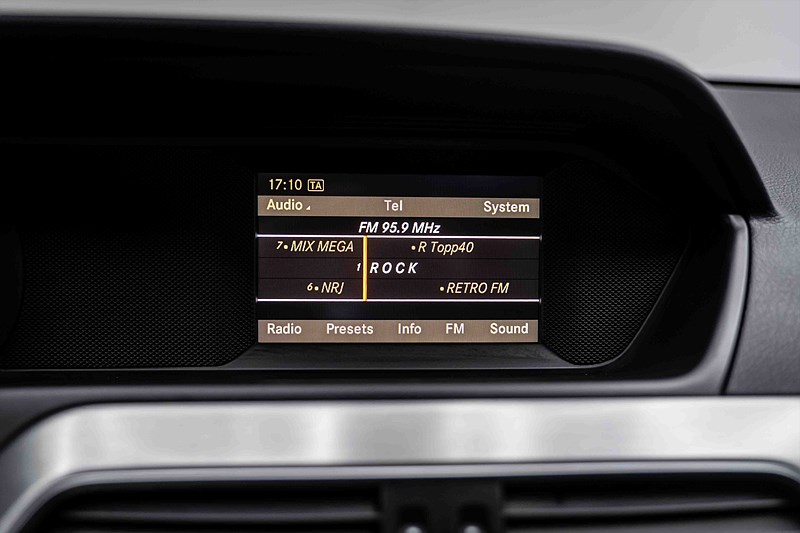 17:10 TA
Audio Tel System
FM 95.9 MHz
7• MIX MEGA • R Topp40
1 ROCK
6• NRJ • RETRO FM
Radio Presets Info FM Sound